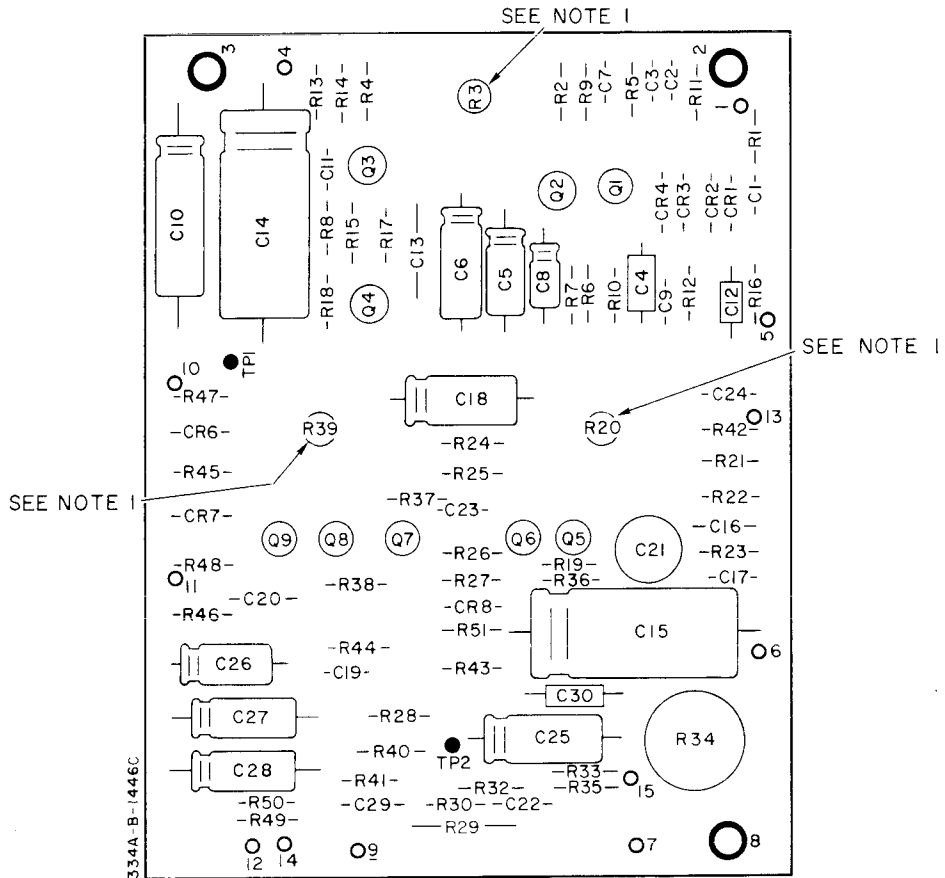 SEE NOTE 1
3
4
2
-R13-
-R14-
-R4-
R3
-R2-
-R9-
-C7-
-R5-
-C3-
-C2-
-R11-
1
-R1-
C10
C14
-C11-
Q3
Q2
Q1
-CR4-
-CR3-
-CR2-
-CR1-
-C1-
-R8-
-R15-
-R17-
-C13-
C6
C5
C8
-R7-
-R6-
-R10-
C4
-C9-
-R12-
C12
-R16-
-R18-
Q4
5
SEE NOTE 1
TP1
10
-R47-
C18
-C24-
13
-CR6-
R39
R20
-R42-
-R24-
-R45-
-R25-
-R21-
SEE NOTE 1
-R37-
-C23-
-R22-
-CR7-
-C16-
Q9
Q8
Q7
Q6
Q5
C21
-R26-
-R23-
-R48-
-R19-
11
-R38-
-R27-
-R36-
-C17-
-C20-
-CR8-
-R46-
-R51-
C15
-R44-
6
C26
-C19-
-R43-
C30
C27
-R28-
C25
R34
-R40-
TP2
C28
-R33-
-R41-
-R32-
-R35-
15
-R50-
-C29-
-R30-
-C22-
-R49-
-R29-
12
14
9
7
8
334A-B-1446C